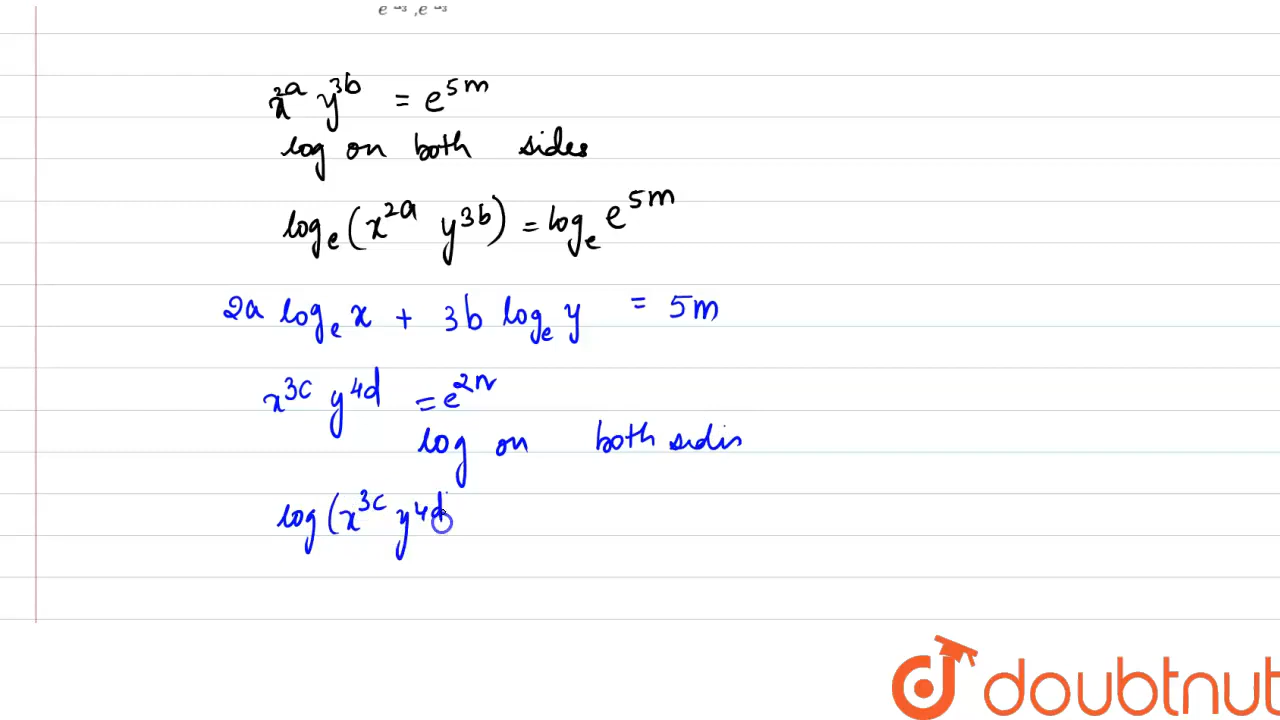 x^{2a} y^{3b} = e^{5m}
log on both sides
log_e (x^{2a} y^{3b}) = log_e e^{5m}
2a log_e x + 3b log_e y = 5m
x^{3c} y^{4d} = e^{2n}
log on both sides
log (x^{3c} y^{4d}
doubtnut